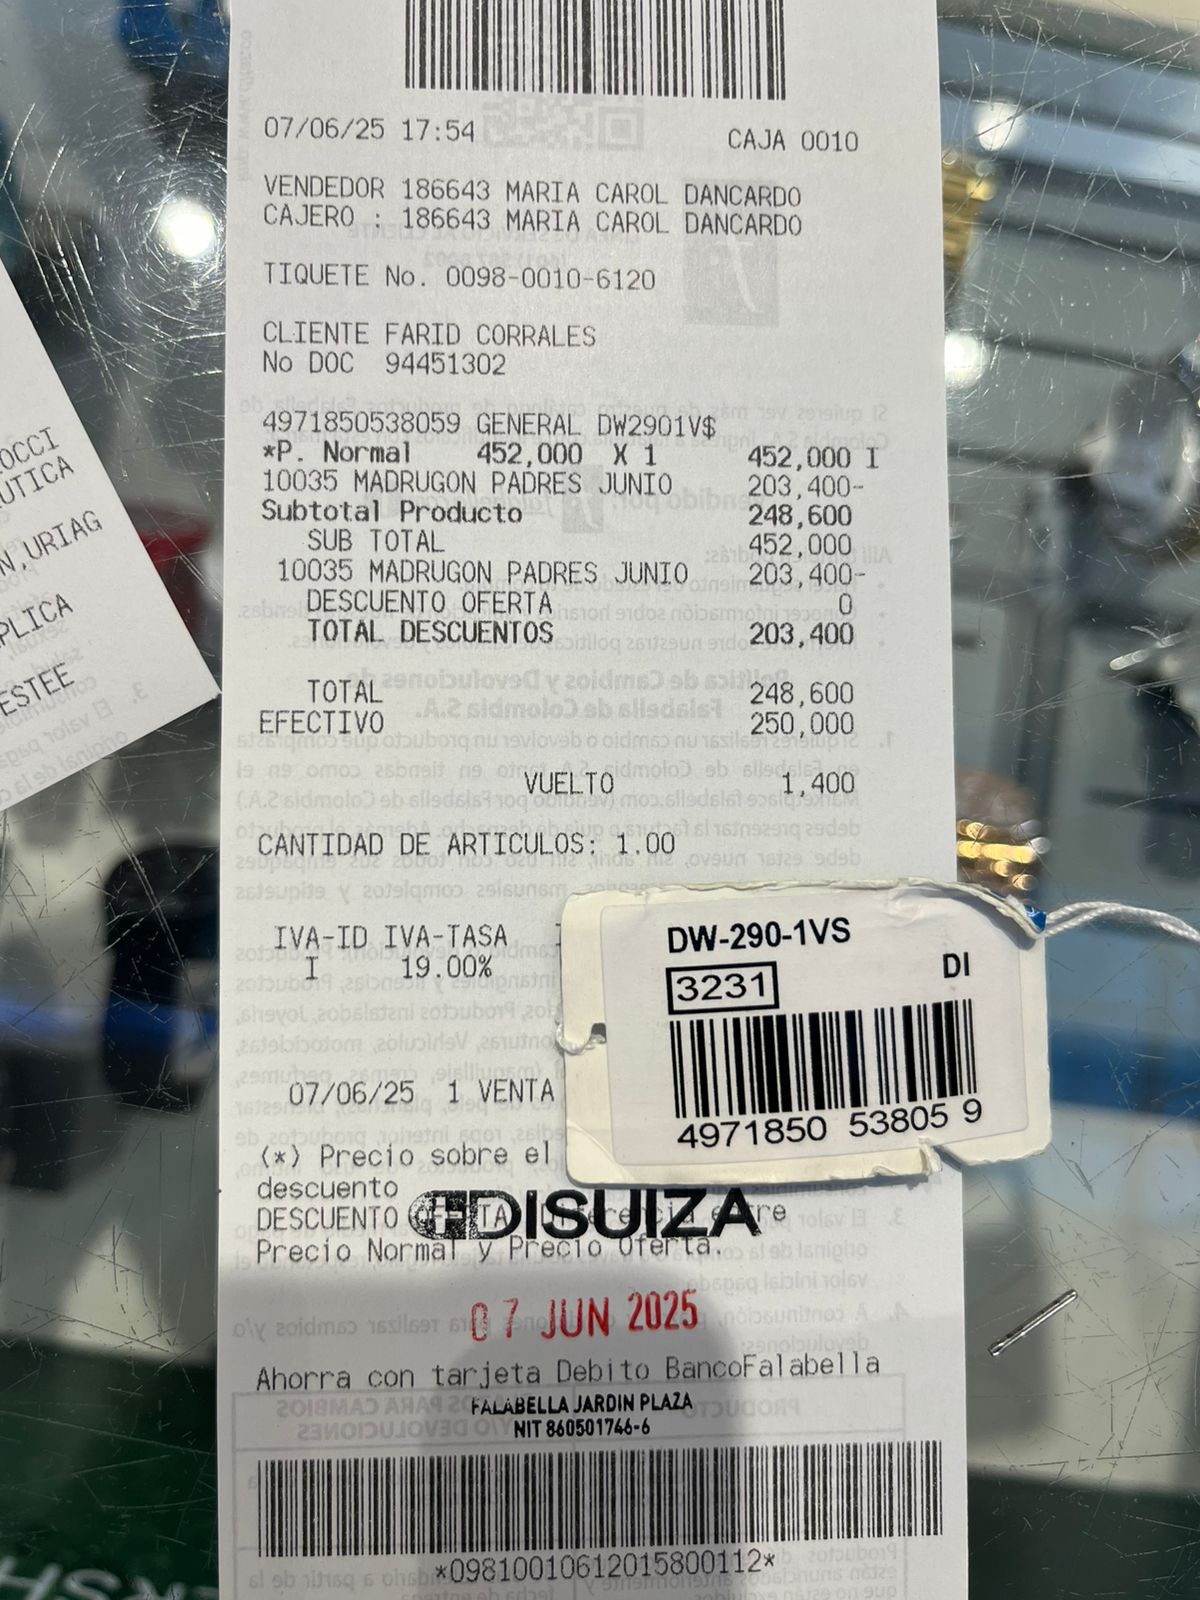 07/06/25 17:54 CAJA 0010
VENDEDOR 186643 MARIA CAROL DANCARDO
CAJERO : 186643 MARIA CAROL DANCARDO
TIQUETE No. 0098-0010-6120
CLIENTE FARID CORRALES
No DOC 94451302
4971850538059 GENERAL DW2901V$
*P. Normal 452,000 X 1 452,000 I
10035 MADRUGON PADRES JUNIO 203,400-
Subtotal Producto 248,600
SUB TOTAL 452,000
10035 MADRUGON PADRES JUNIO 203,400-
DESCUENTO OFERTA 0
TOTAL DESCUENTOS 203,400
TOTAL 248,600
EFECTIVO 250,000
VUELTO 1,400
CANTIDAD DE ARTICULOS: 1.00
IVA-ID IVA-TASA
I 19.00%
07/06/25 1 VENTA
(*) Precio sobre el
descuento
DESCUENTO
Precio Normal y Precio Oferta.
DISUIZA
07 JUN 2025
Ahorra con tarjeta Debito BancoFalabella
FALABELLA JARDIN PLAZA
NIT 860501746-6
*09810010612015800112*
DW-290-1VS
DI
3231
4971850 53805 9
OCCI
UTICA
N,URIAG
PLICA
ESTEE